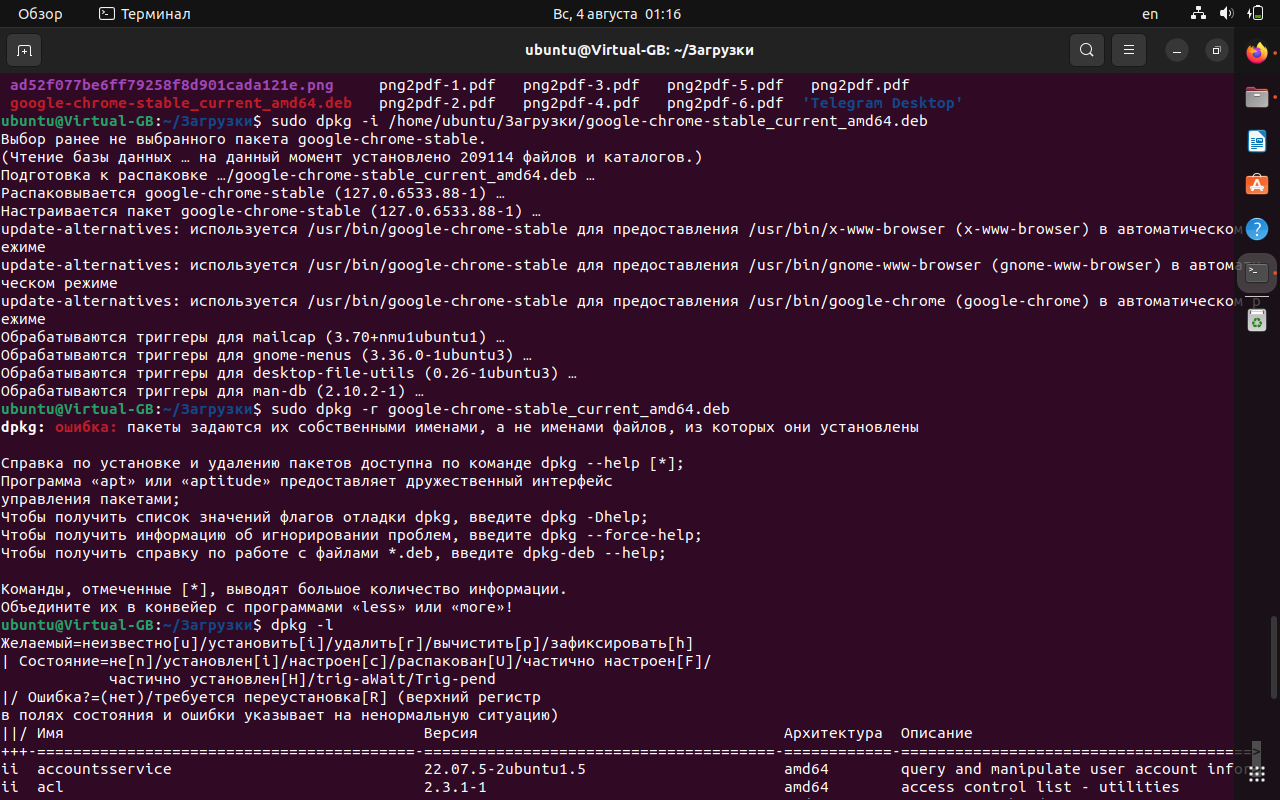 Обзор Терминал Вс, 4 августа 01:16 en
ubuntu@Virtual-GB: ~/Загрузки
ad52f077be6ff79258f8d901cada121e.png png2pdf-1.pdf png2pdf-3.pdf png2pdf-5.pdf png2pdf.pdf
google-chrome-stable_current_amd64.deb png2pdf-2.pdf png2pdf-4.pdf png2pdf-6.pdf 'Telegram Desktop'
ubuntu@Virtual-GB:~/Загрузки$ sudo dpkg -i /home/ubuntu/Загрузки/google-chrome-stable_current_amd64.deb
Выбор ранее не выбранного пакета google-chrome-stable.
(Чтение базы данных … на данный момент установлено 209114 файлов и каталогов.)
Подготовка к распаковке …/google-chrome-stable_current_amd64.deb …
Распаковывается google-chrome-stable (127.0.6533.88-1) …
Настраивается пакет google-chrome-stable (127.0.6533.88-1) …
update-alternatives: используется /usr/bin/google-chrome-stable для предоставления /usr/bin/x-www-browser (x-www-browser) в автоматическом
ежиме
update-alternatives: используется /usr/bin/google-chrome-stable для предоставления /usr/bin/gnome-www-browser (gnome-www-browser) в автомати
ческом режиме
update-alternatives: используется /usr/bin/google-chrome-stable для предоставления /usr/bin/google-chrome (google-chrome) в автоматическом р
ежиме
Обрабатываются триггеры для mailcap (3.70+nmu1ubuntu1) …
Обрабатываются триггеры для gnome-menus (3.36.0-1ubuntu3) …
Обрабатываются триггеры для desktop-file-utils (0.26-1ubuntu3) …
Обрабатываются триггеры для man-db (2.10.2-1) …
ubuntu@Virtual-GB:~/Загрузки$ sudo dpkg -r google-chrome-stable_current_amd64.deb
dpkg: ошибка: пакеты задаются их собственными именами, а не именами файлов, из которых они установлены
Справка по установке и удалению пакетов доступна по команде dpkg --help [*];
Программа «apt» или «aptitude» предоставляет дружественный интерфейс
управления пакетами;
Чтобы получить список значений флагов отладки dpkg, введите dpkg -Dhelp;
Чтобы получить информацию об игнорировании проблем, введите dpkg --force-help;
Чтобы получить справку по работе с файлами *.deb, введите dpkg-deb --help;
Команды, отмеченные [*], выводят большое количество информации.
Объедините их в конвейер с программами «less» или «more»!
ubuntu@Virtual-GB:~/Загрузки$ dpkg -l
Желаемый=неизвестно[u]/установить[i]/удалить[r]/вычистить[p]/зафиксировать[h]
| Состояние=не[n]/установлен[i]/настроен[c]/распакован[U]/частично настроен[F]/
частично установлен[H]/trig-aWait/Trig-pend
|/ Ошибка?=(нет)/требуется переустановка[R] (верхний регистр
в полях состояния и ошибки указывает на ненормальную ситуацию)
||/ Имя Версия Архитектура Описание
+++-==========================================-=======================================-============-=======================================>
ii accountsservice 22.07.5-2ubuntu1.5 amd64 query and manipulate user account infor
ii acl 2.3.1-1 amd64 access control list - utilities